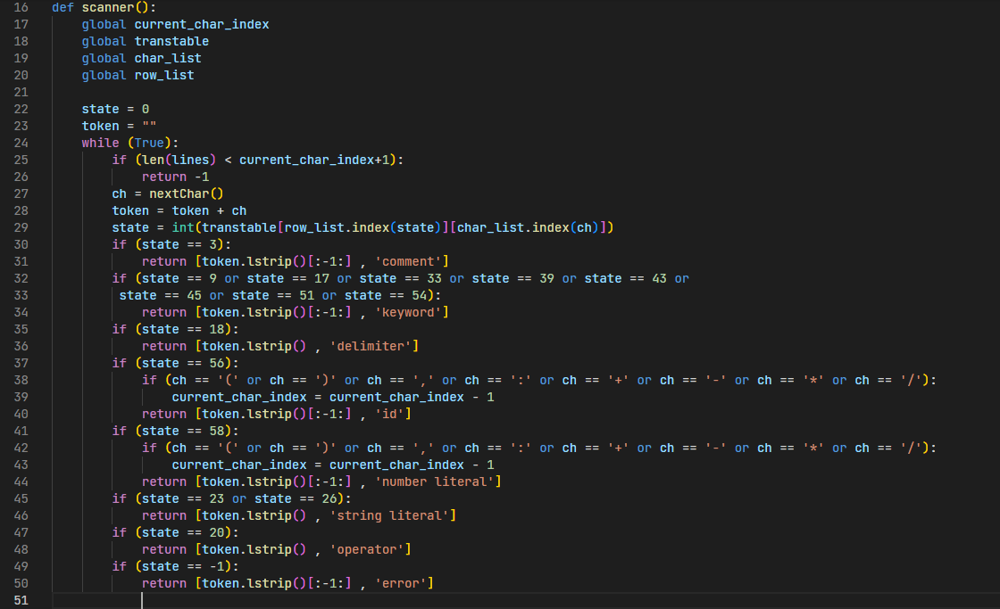 16 def scanner():
17     global current_char_index
18     global transtable
19     global char_list
20     global row_list
21
22     state = 0
23     token = ""
24     while (True):
25         if (len(lines) < current_char_index+1):
26             return -1
27         ch = nextChar()
28         token = token + ch
29         state = int(transtable[row_list.index(state)][char_list.index(ch)])
30         if (state == 3):
31             return [token.lstrip()[:-1:] , 'comment']
32         if (state == 9 or state == 17 or state == 33 or state == 39 or state == 43 or
33          state == 45 or state == 51 or state == 54):
34             return [token.lstrip()[:-1:] , 'keyword']
35         if (state == 18):
36             return [token.lstrip() , 'delimiter']
37         if (state == 56):
38             if (ch == '(' or ch == ')' or ch == ',' or ch == ':' or ch == '+' or ch == '-' or ch == '*' or ch == '/'):
39                 current_char_index = current_char_index - 1
40             return [token.lstrip()[:-1:] , 'id']
41         if (state == 58):
42             if (ch == '(' or ch == ')' or ch == ',' or ch == ':' or ch == '+' or ch == '-' or ch == '*' or ch == '/'):
43                 current_char_index = current_char_index - 1
44             return [token.lstrip()[:-1:] , 'number literal']
45         if (state == 23 or state == 26):
46             return [token.lstrip() , 'string literal']
47         if (state == 20):
48             return [token.lstrip() , 'operator']
49         if (state == -1):
50             return [token.lstrip()[:-1:] , 'error']
51